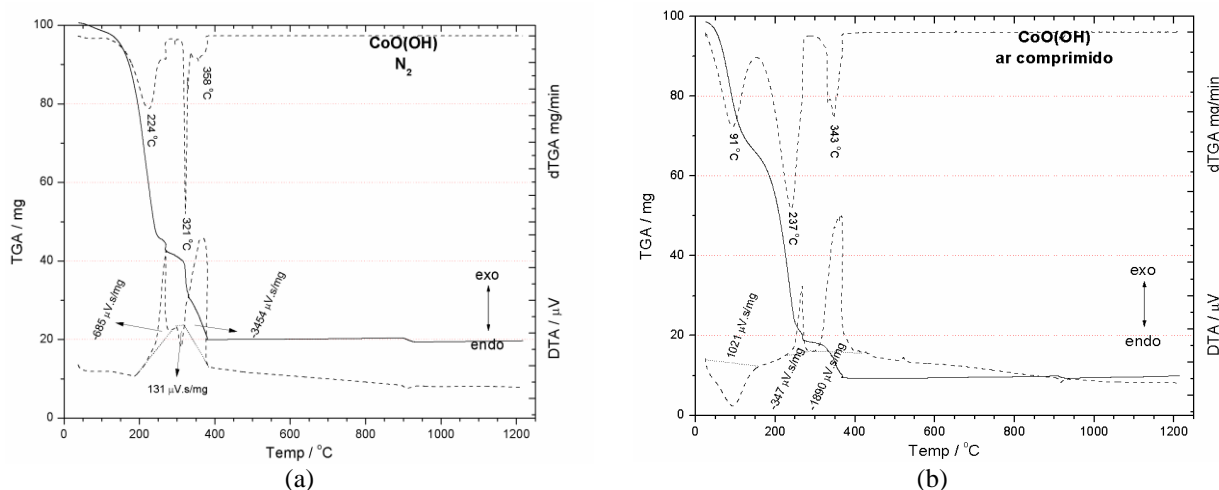 (a)
CoO(OH)
N2
TGA / mg
100
80
60
40
20
0
0
200
400
600
800
1000
1200
Temp / °C
dTGA mg/min
DTA / µV
224 °C
321 °C
358 °C
-685 µV.s/mg
131 µV.s/mg
-3454 µV.s/mg
exo
endo
(a)
(b)
CoO(OH)
ar comprimido
TGA / mg
100
80
60
40
20
0
0
200
400
600
800
1000
1200
Temp / °C
dTGA mg/min
DTA / µV
91 °C
237 °C
343 °C
1021 µV.s/mg
-347 µV.s/mg
-1890 µV.s/mg
exo
endo
(b)